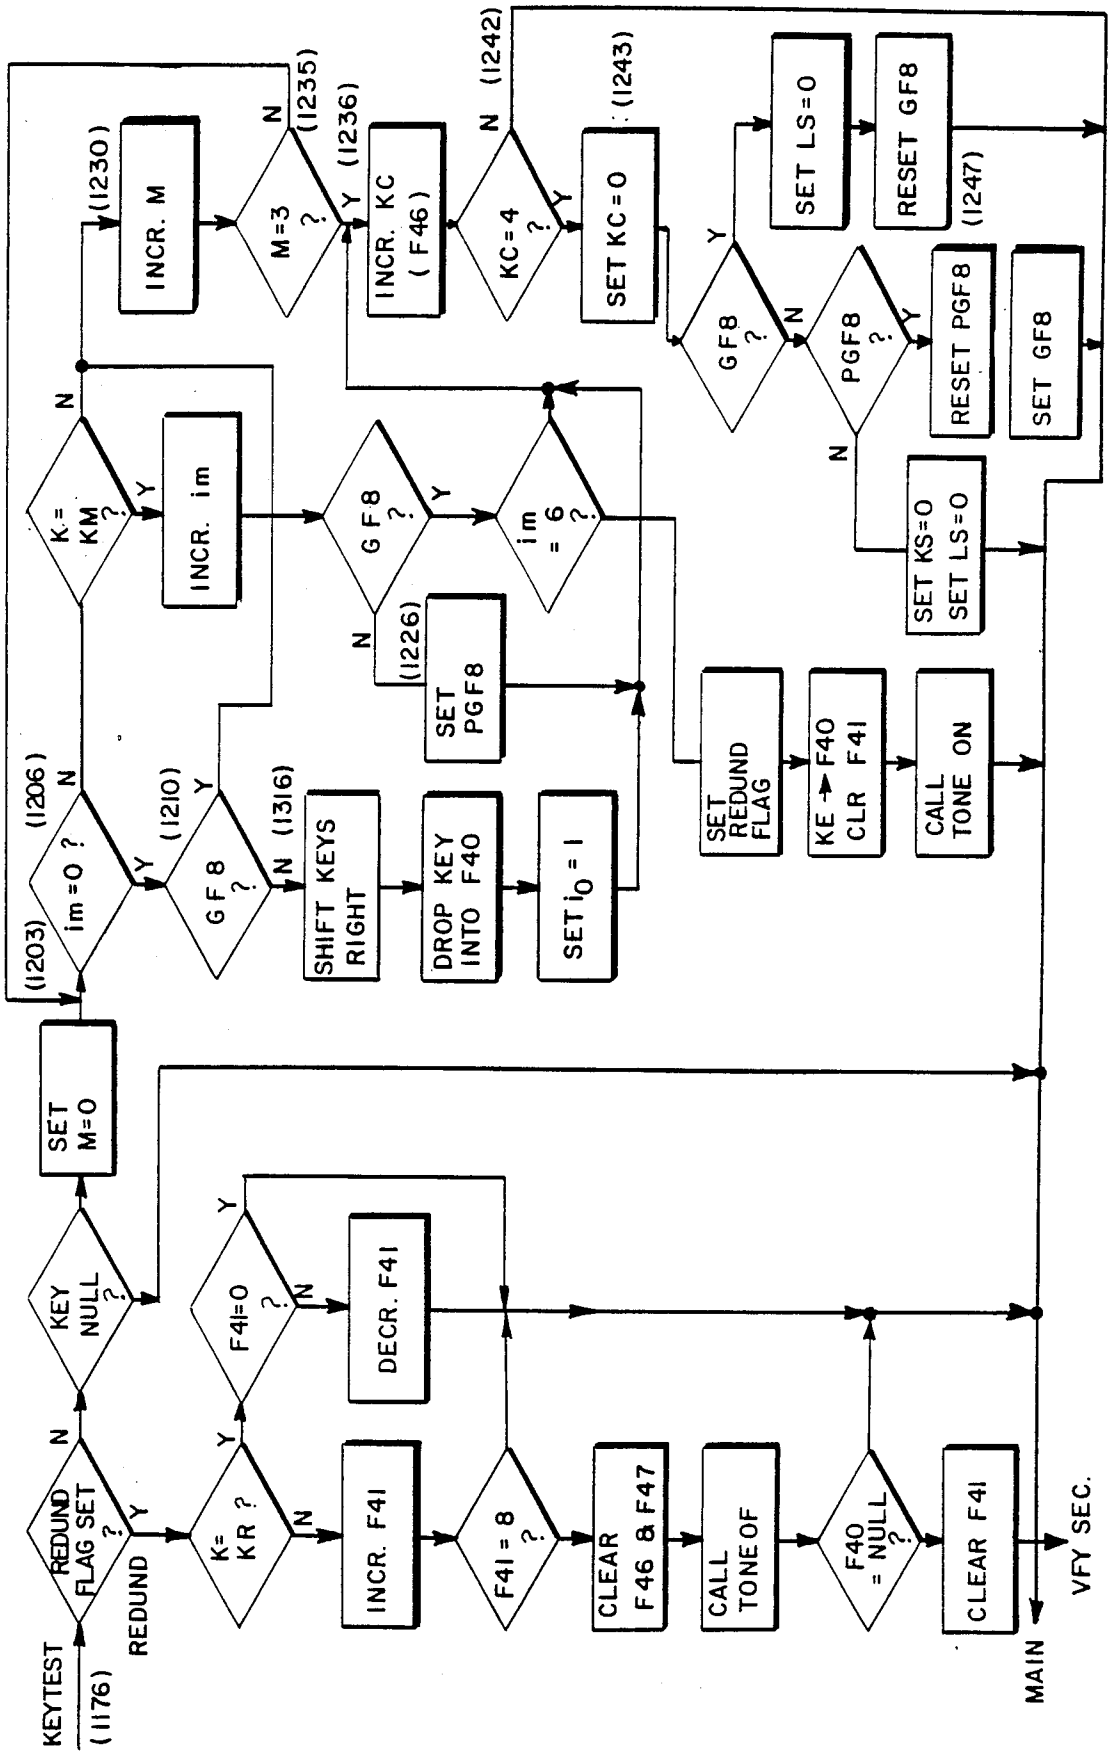 KEYTEST
(1176)
REDUND
FLAG SET
?
N
Y
REDUND
KEY
NULL
?
SET
M=0
(1203)
im=0 ?
(1206)
N
Y
K=
KM
?
N
Y
(1230)
INCR. M
M=3
?
N
(1235)
Y
(1236)
INCR. KC
(F46)
KC=4
?
N
(1242)
Y
SET KC=0
(1243)
K=
KR ?
Y
N
F41=0
?
Y
N
INCR. F41
DECR. F41
F41=8
?
CLEAR
F46 & F47
CALL
TONEOF
F40
=NULL
?
CLEAR F41
MAIN
VFY SEC.
GF8
?
(1210)
Y
N
(1316)
SHIFT KEYS
RIGHT
DROP KEY
INTO F40
SET i0=1
INCR. im
GF8
?
N
Y
(1226)
SET
PGF8
im
=6
?
SET
REDUND
FLAG
KE→F40
CLR F41
CALL
TONE ON
GF8
?
Y
N
SET LS=0
RESET GF8
(1247)
PGF8
?
N
Y
SET KS=0
SET LS=0
RESET PGF8
SET GF8